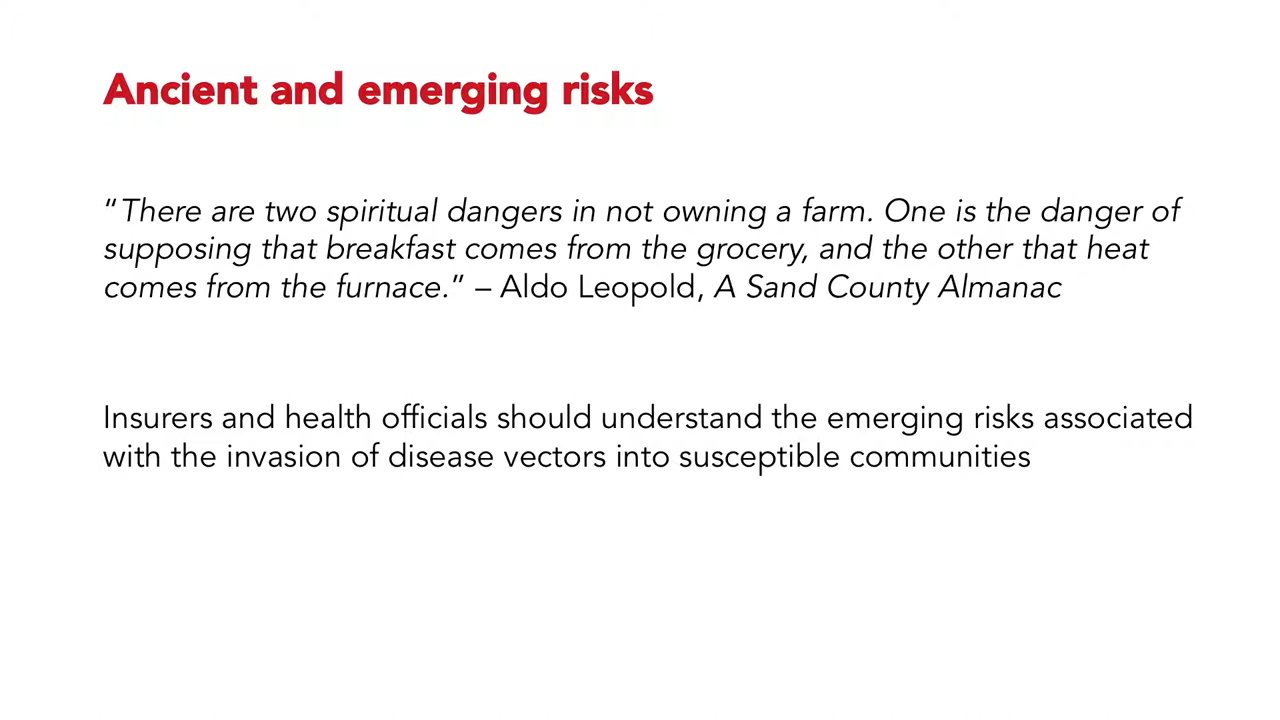 Ancient and emerging risks
“There are two spiritual dangers in not owning a farm. One is the danger of
supposing that breakfast comes from the grocery, and the other that heat
comes from the furnace.” – Aldo Leopold, A Sand County Almanac
Insurers and health officials should understand the emerging risks associated
with the invasion of disease vectors into susceptible communities